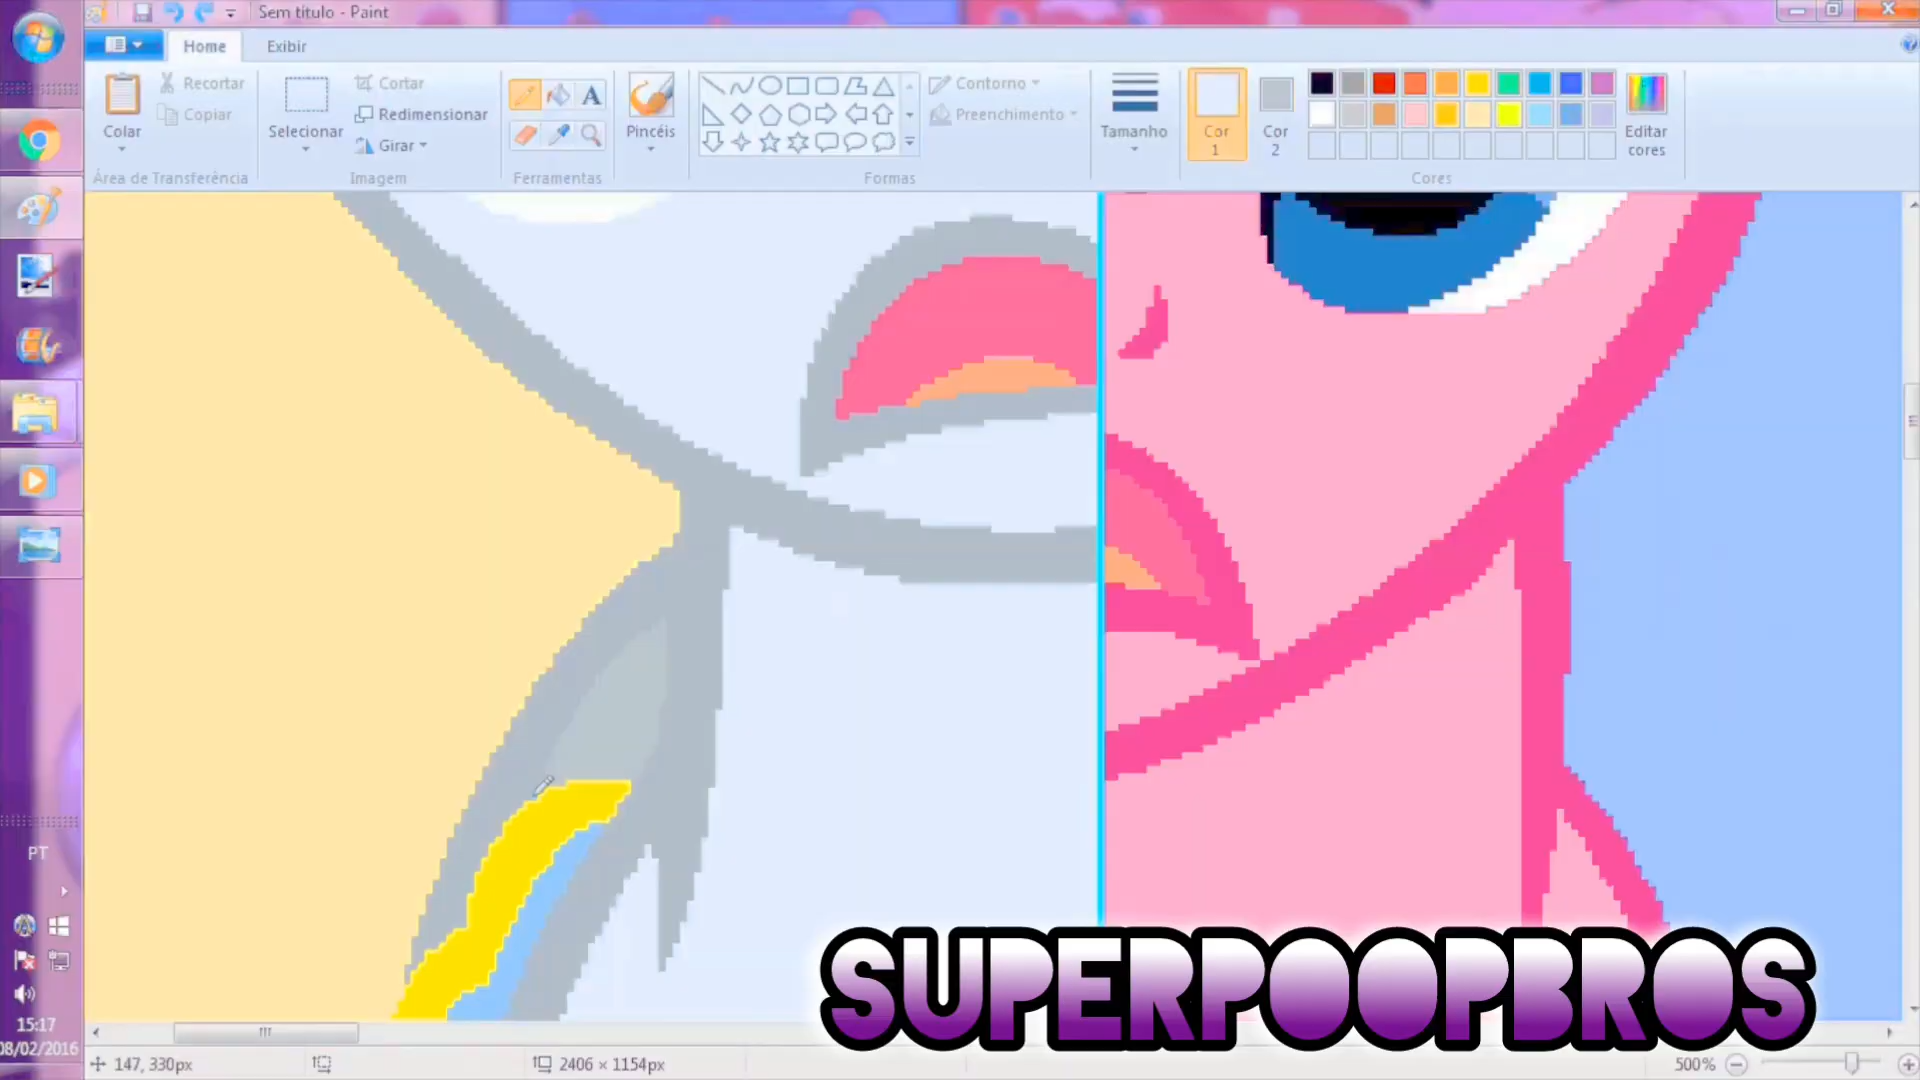 Sem título - Paint
Home Exibir
Colar
Recortar
Copiar
Área de Transferência
Selecionar
Cortar
Redimensionar
Girar
Imagem
A
Ferramentas
Pincéis
Formas
Contorno
Preenchimento
Tamanho
Cor
1
Cor
2
Cores
Editar
cores
PT
15:17
08/02/2016
SUPERPOOPBROS
147, 330px
2406 × 1154px
500%